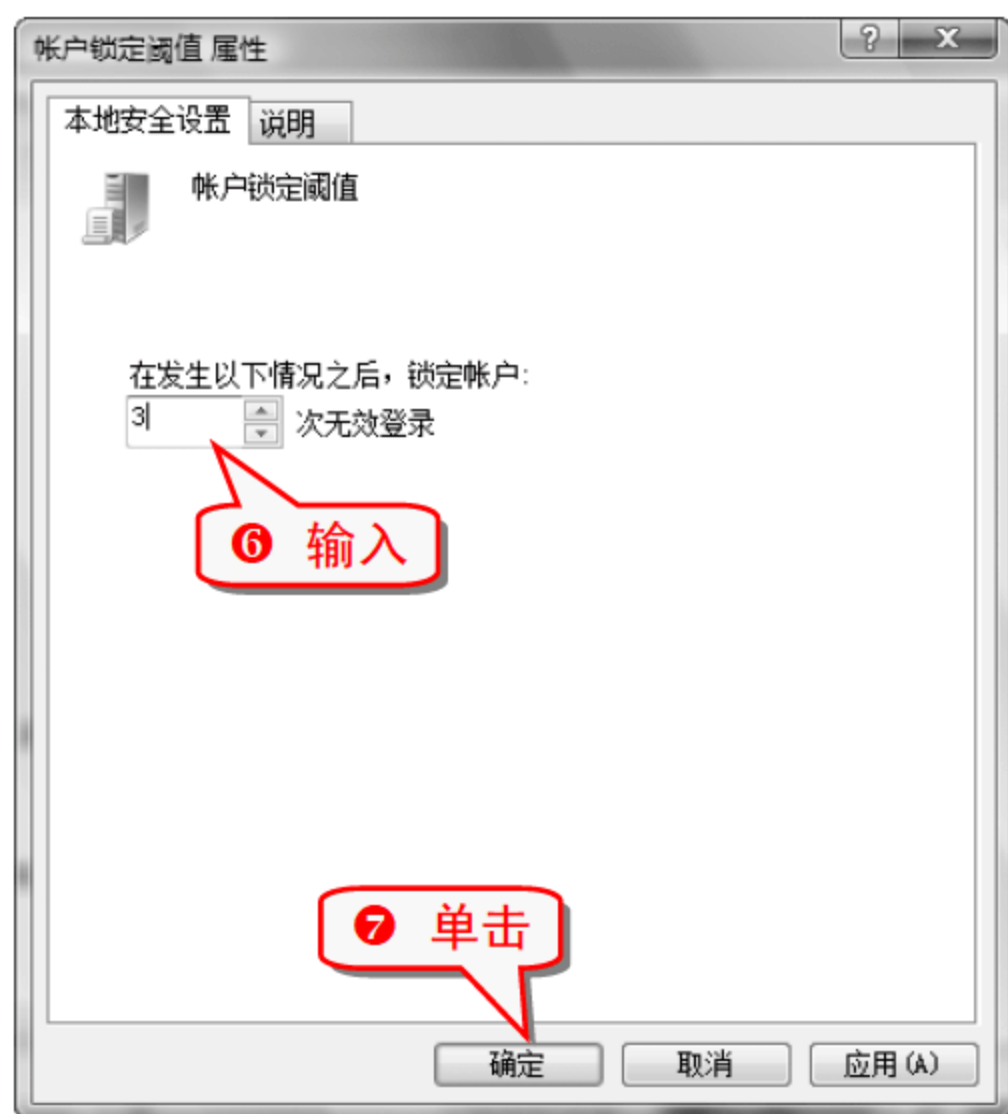 帐户锁定阈值 属性
本地安全设置 说明
帐户锁定阈值
在发生以下情况之后，锁定帐户:
3 次无效登录
❻ 输入
❼ 单击
确定 取消 应用(A)